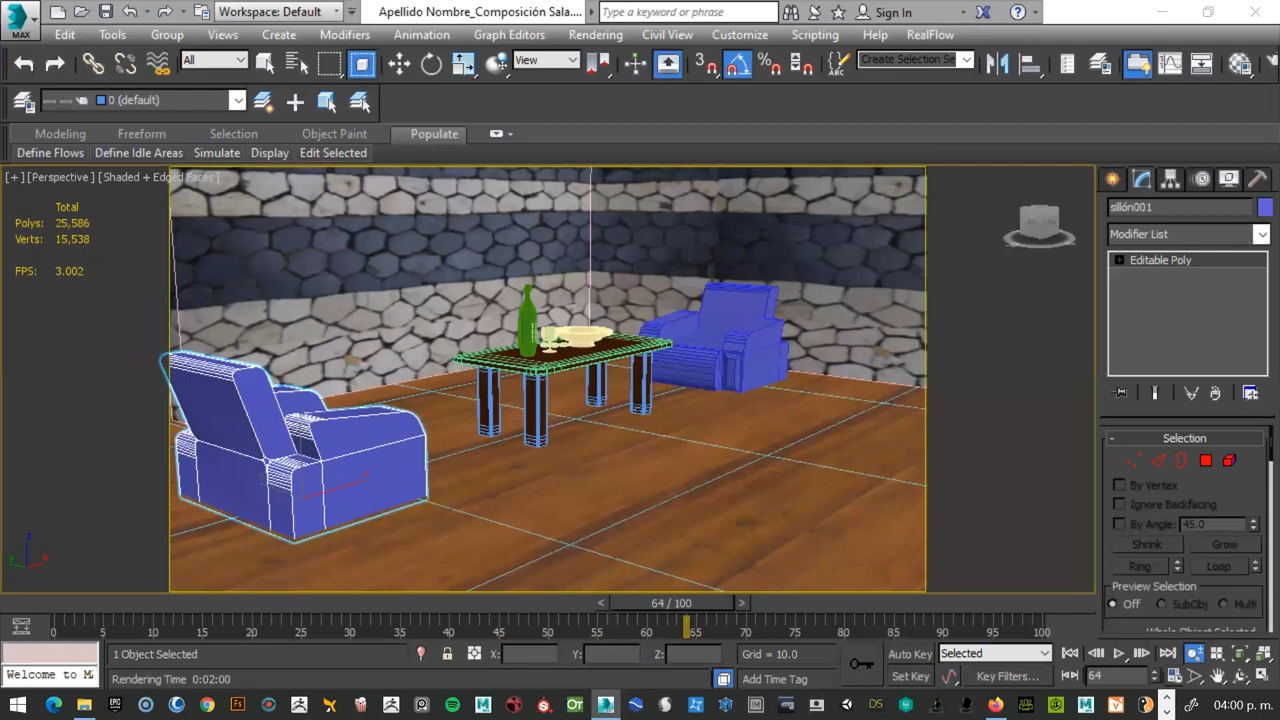 MAX
Workspace: Default
Apellido Nombre_Composición Sala....
Type a keyword or phrase
Sign In
Edit Tools Group Views Create Modifiers Animation Graph Editors Rendering Civil View Customize Scripting Help RealFlow
All
View
3
%
ABC
Create Selection Se
0 (default)
Modeling Freeform Selection Object Paint Populate
Define Flows Define Idle Areas Simulate Display Edit Selected
[+] [Perspective ] [Shaded + Edged Faces ]
Total
Polys: 25,586
Verts: 15,538
FPS: 3.002
sillón001
Modifier List
Editable Poly
Selection
By Vertex
Ignore Backfacing
By Angle: 45.0
Shrink Grow
Ring Loop
Preview Selection
Off SubObj Multi
z
x
y
< 64 / 100 >
0 5 10 15 20 25 30 35 40 45 50 55 60 65 70 75 80 85 90 95 100
1 Object Selected
X: Y: Z:
Grid = 10.0
Auto Key
Selected
Welcome to M
Rendering Time 0:02:00
Add Time Tag
Set Key
Key Filters...
64
04:00 p. m.